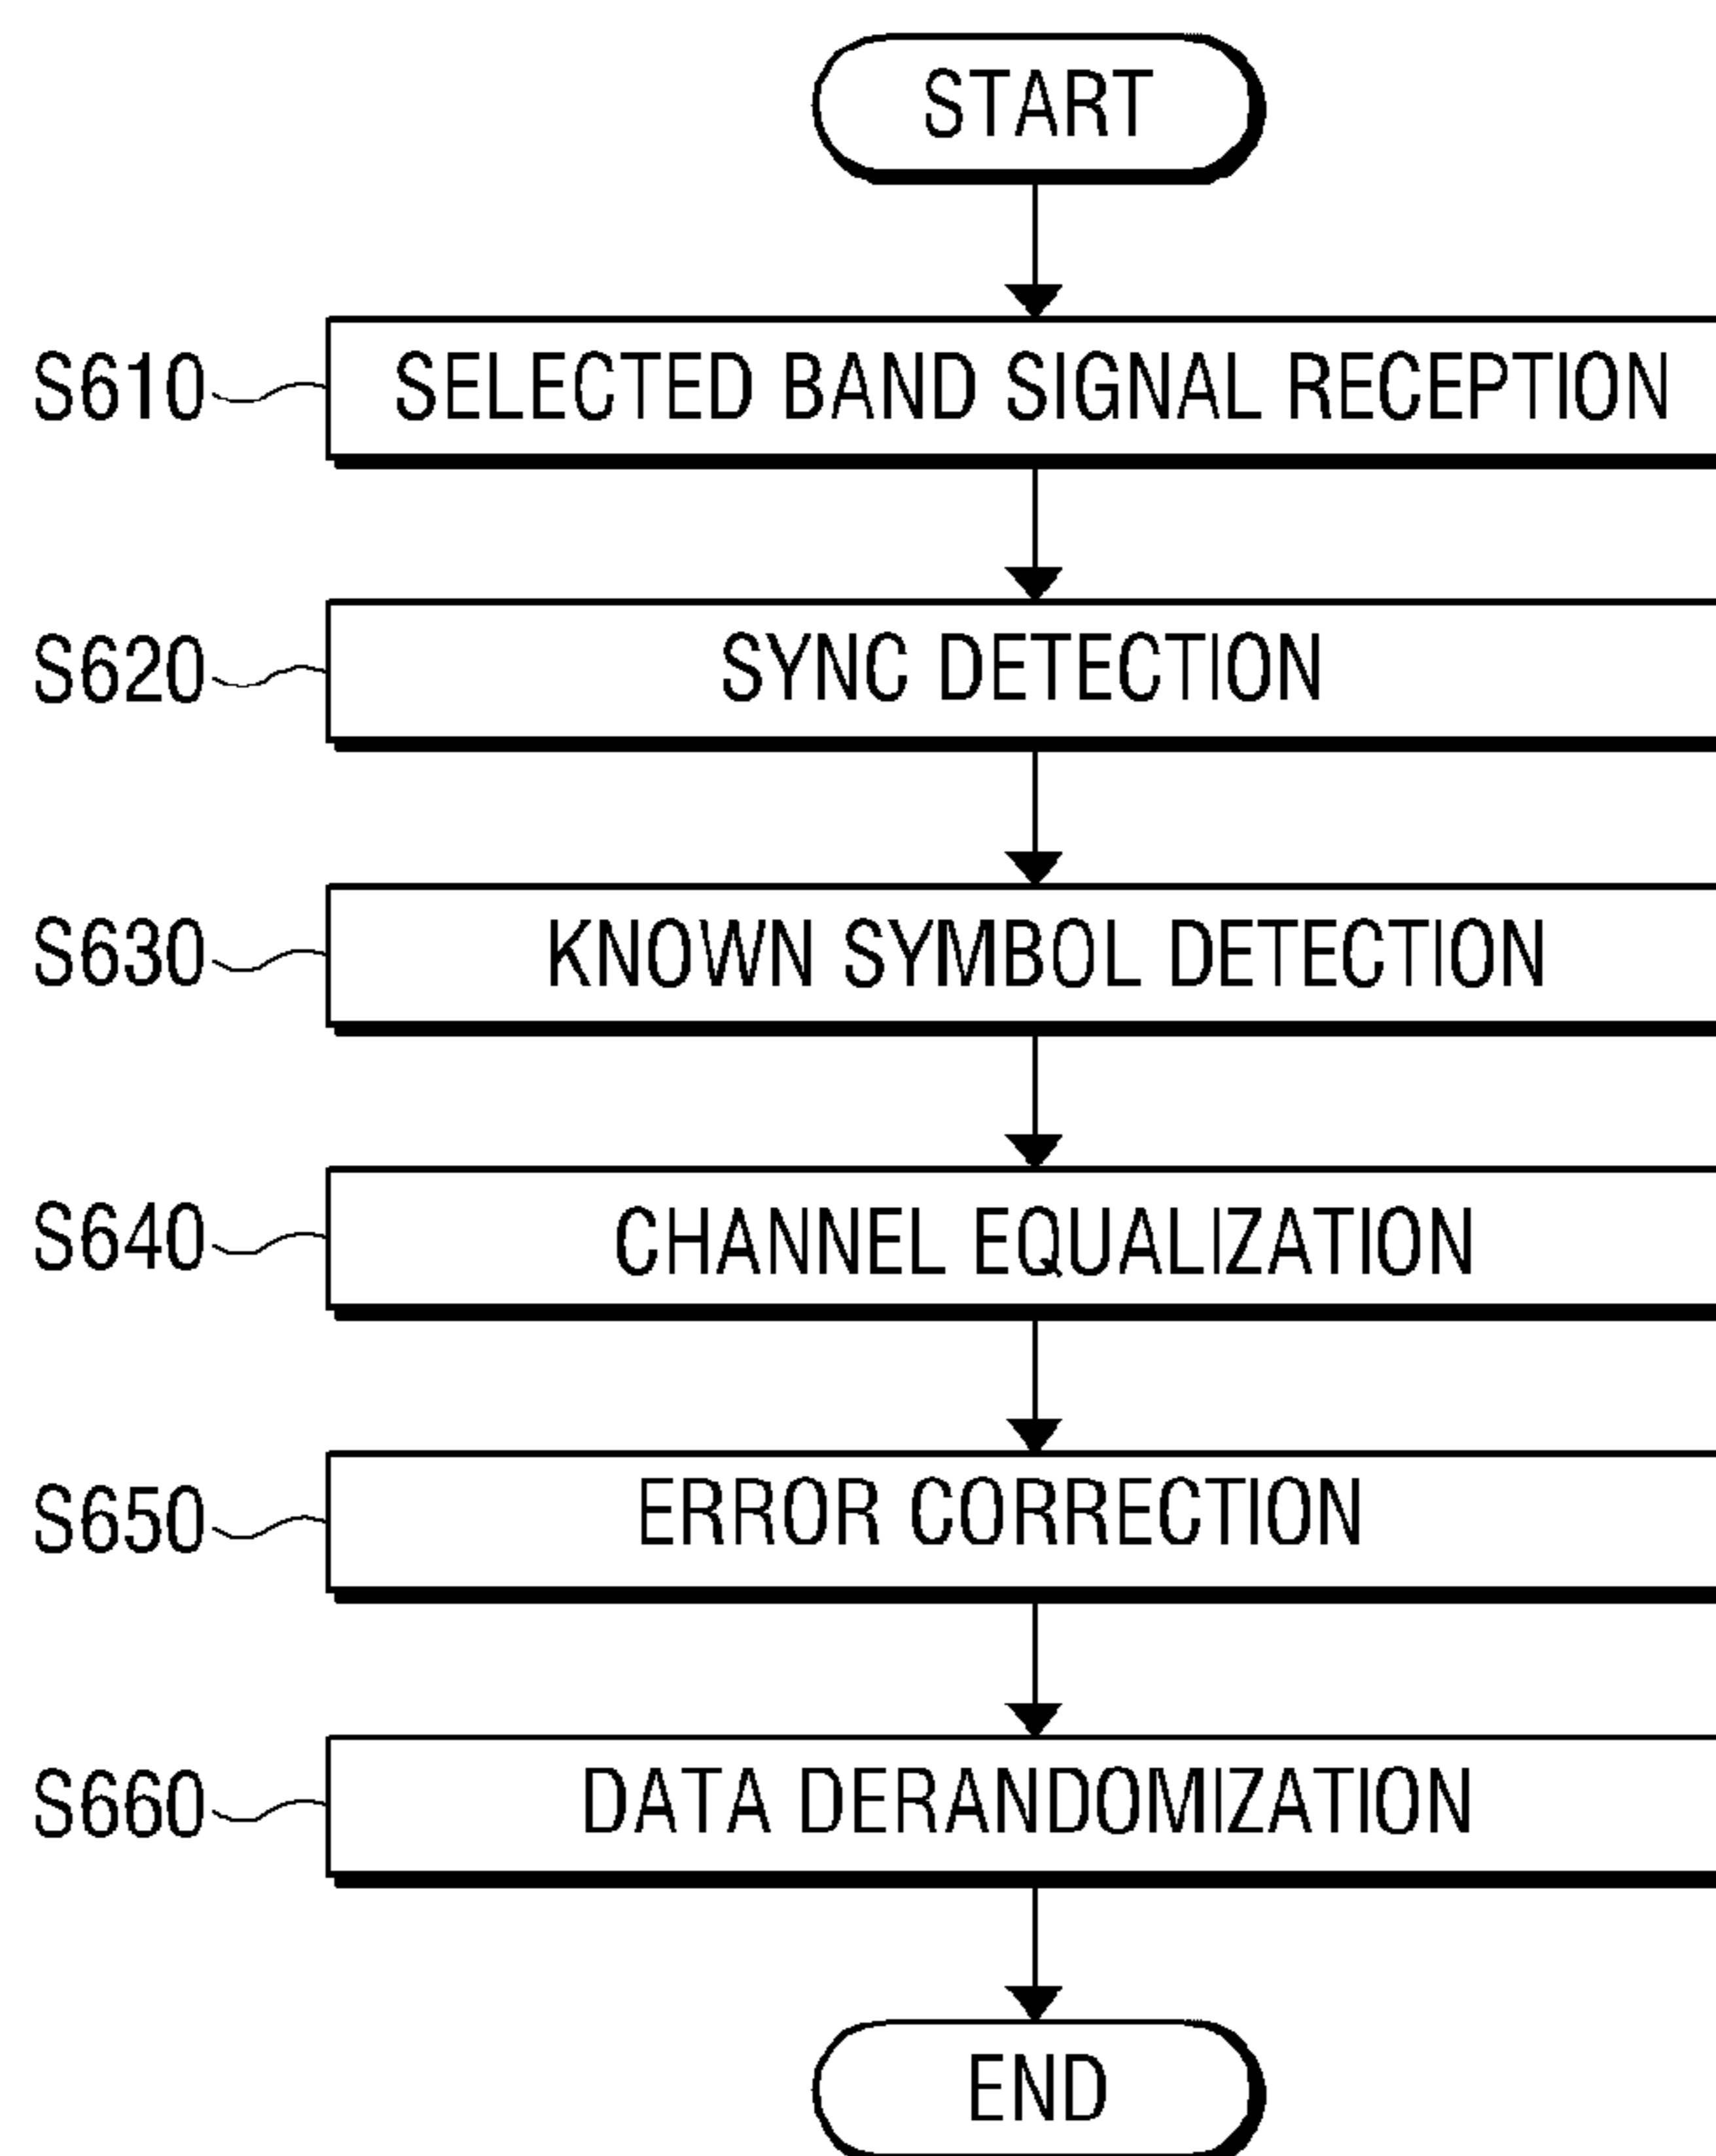 START
S610 SELECTED BAND SIGNAL RECEPTION
S620 SYNC DETECTION
S630 KNOWN SYMBOL DETECTION
S640 CHANNEL EQUALIZATION
S650 ERROR CORRECTION
S660 DATA DERANDOMIZATION
END